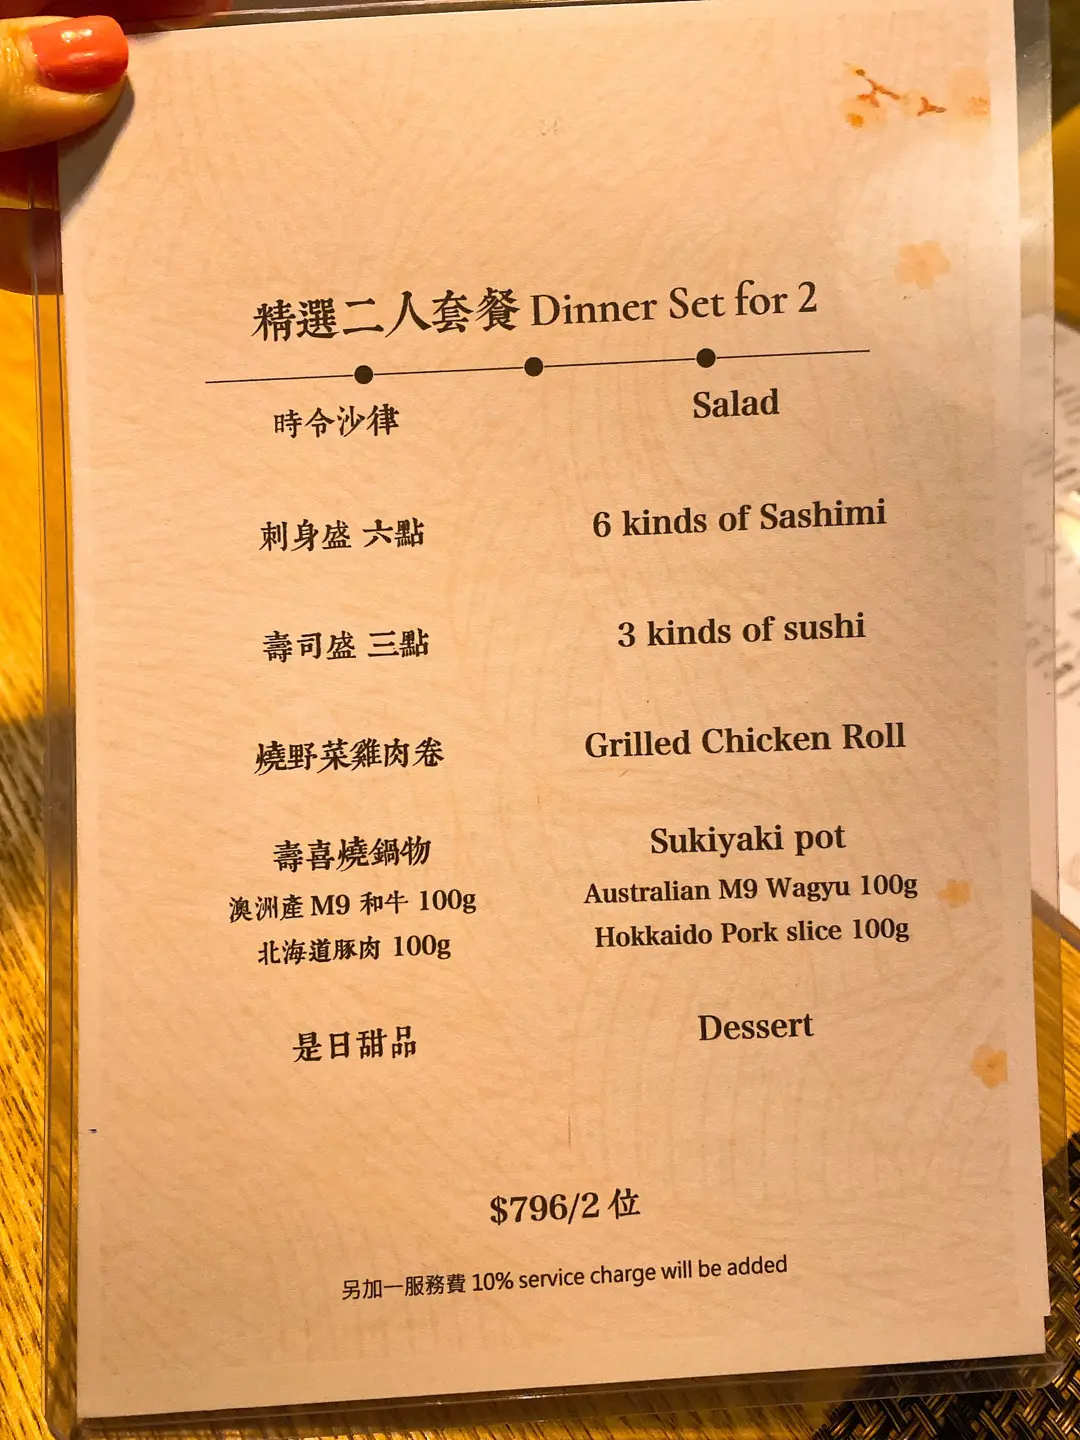 精選二人套餐 Dinner Set for 2
時令沙律 Salad
刺身盛 六點 6 kinds of Sashimi
壽司盛 三點 3 kinds of sushi
燒野菜雞肉卷 Grilled Chicken Roll
壽喜燒鍋物 Sukiyaki pot
澳洲產 M9 和牛 100g Australian M9 Wagyu 100g
北海道豚肉 100g Hokkaido Pork slice 100g
是日甜品 Dessert
$796/2 位
另加一服務費 10% service charge will be added